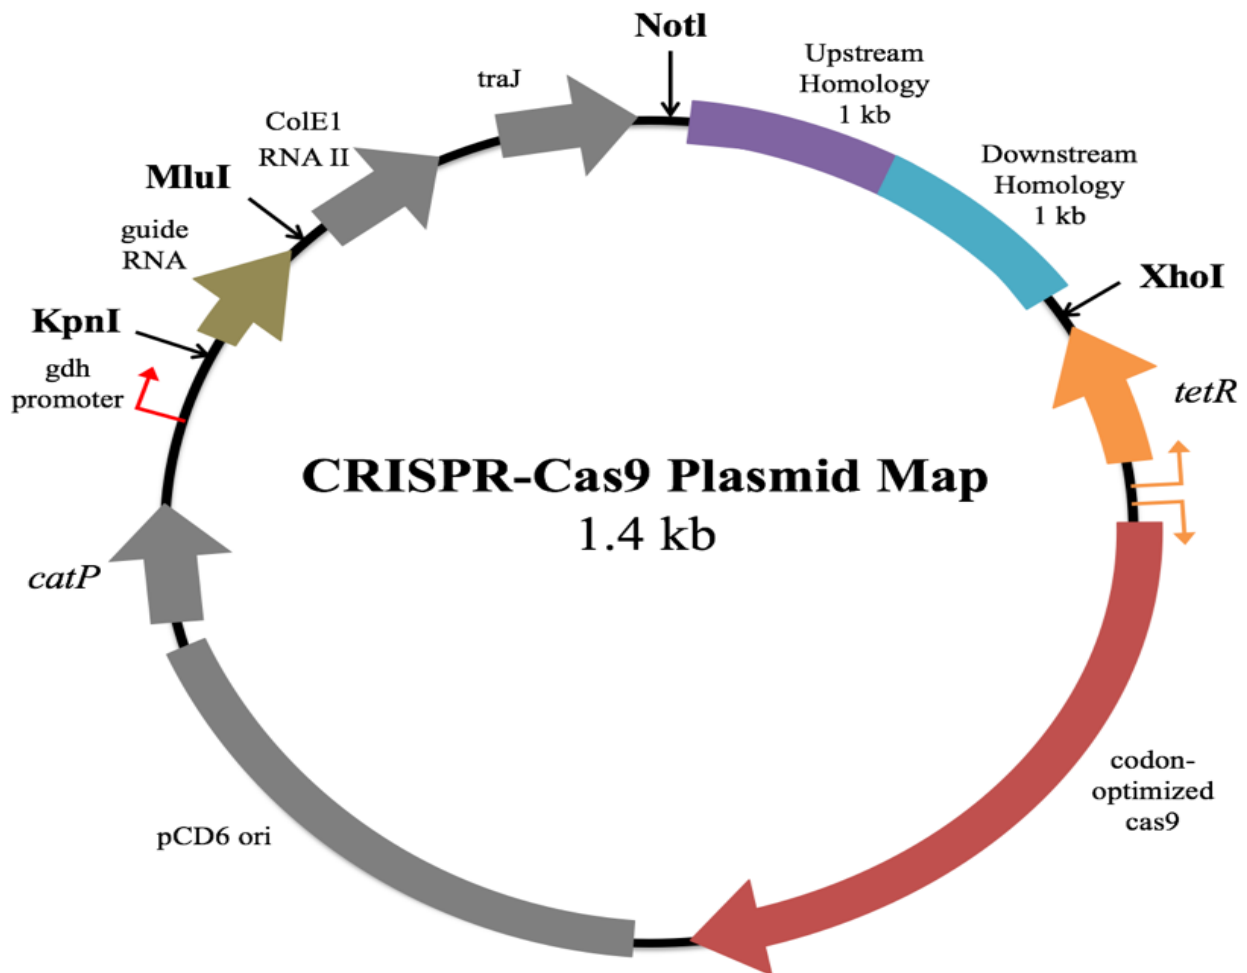 NotI
Upstream
Homology
1 kb
traJ
ColE1
RNA II
Downstream
Homology
1 kb
MluI
guide
RNA
XhoI
KpnI
gdh
promoter
tetR
CRISPR-Cas9 Plasmid Map
1.4 kb
catP
codon-
optimized
cas9
pCD6 ori